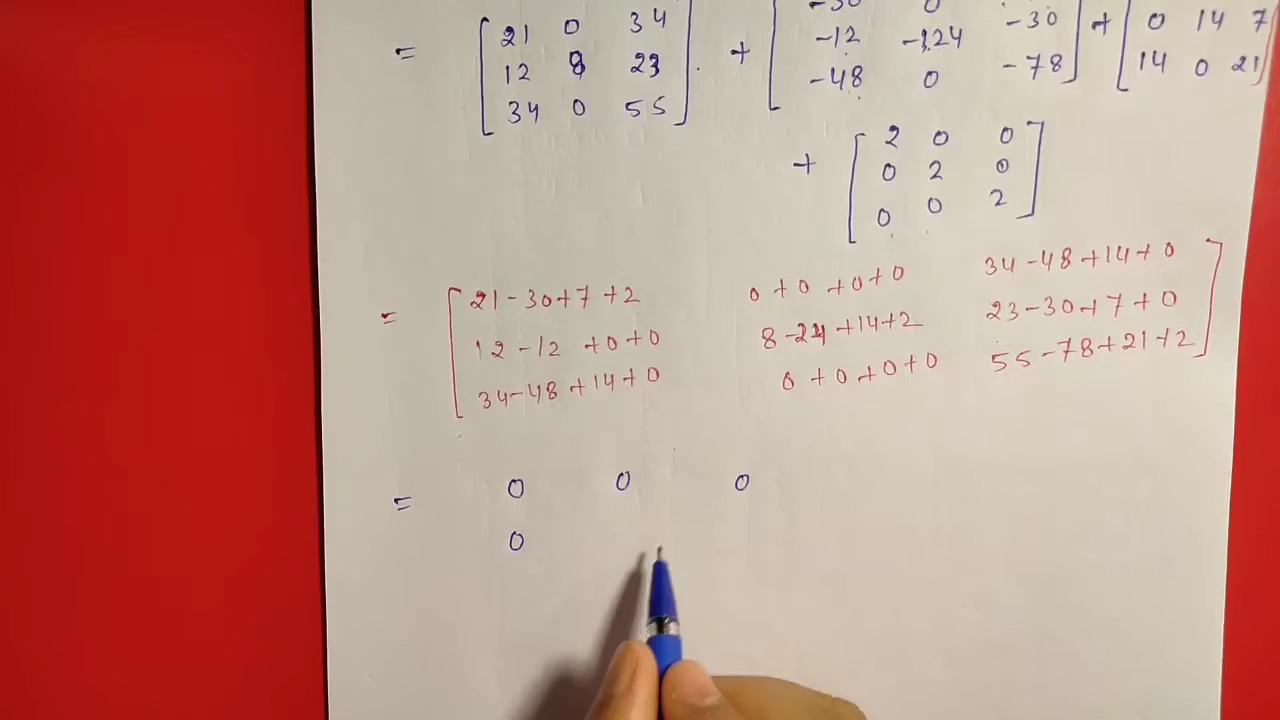 = [ 21 0 34 ] + [ -30 0 -30 ] + [ 0 14 7 ]
12 8 23 -12 -24 -78 14 0 21
34 0 55 -48 0
+ [ 2 0 0 ]
0 2 0
0 0 2
= [ 21-30+7+2 0+0+0+0 34-48+14+0 ]
12-12+0+0 8-24+14+2 23-30+7+0
34-48+14+0 0+0+0+0 55-78+21+2
= 0 0 0
0